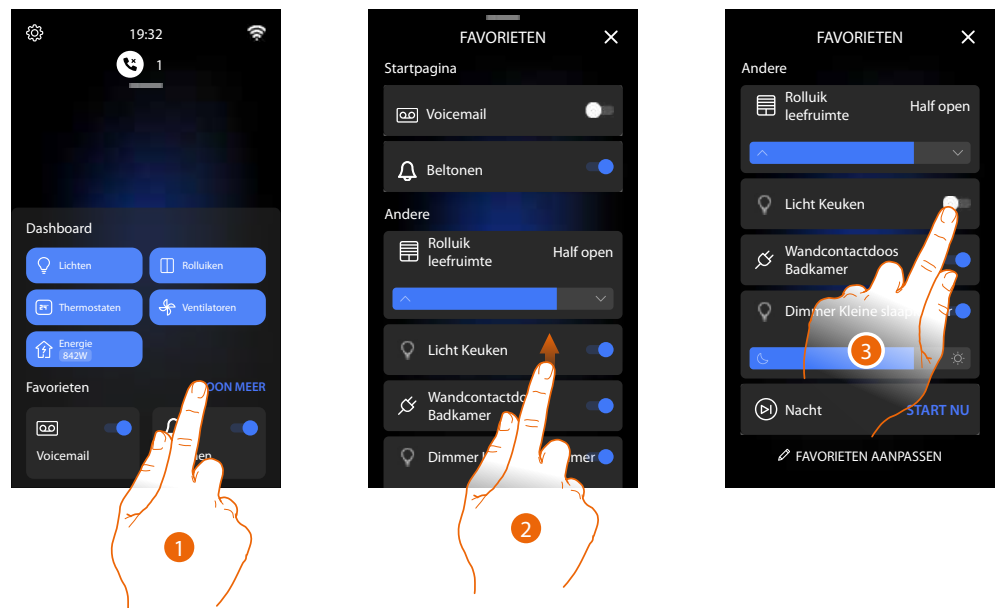 19:32
1
Dashboard
Lichten
Rolluiken
Thermostaten
Ventilatoren
Energie
842W
Favorieten
OON MEER
Voicemail
en
1
FAVORIETEN
Startpagina
Voicemail
Beltonen
Andere
Rolluik
leefruimte
Half open
Licht Keuken
Wandcontactdo
Badkamer
Dimmer
mer
2
FAVORIETEN
Andere
Rolluik
leefruimte
Half open
Licht Keuken
Wandcontactdoos
Badkamer
Dimmer Kleine slaap
3
Nacht
START NU
FAVORIETEN AANPASSEN